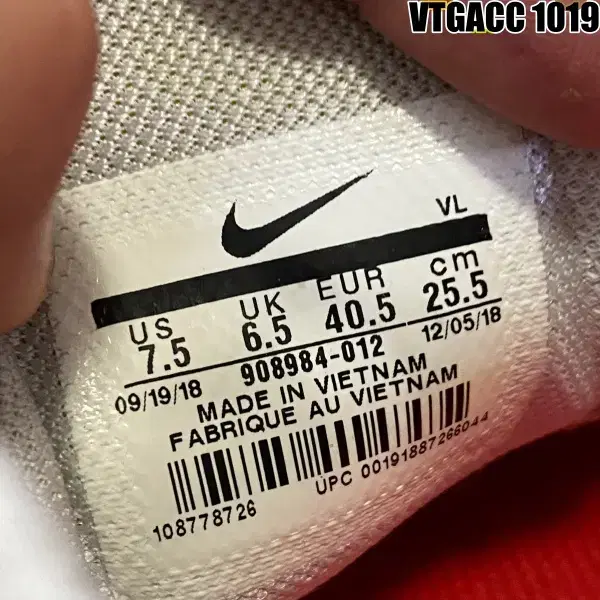 VTGACC 1019
VL
US UK EUR cm
7.5 6.5 40.5 25.5
09/19/18 908984-012 12/05/18
MADE IN VIETNAM
FABRIQUE AU VIETNAM
108778726 UPC 00191887266044